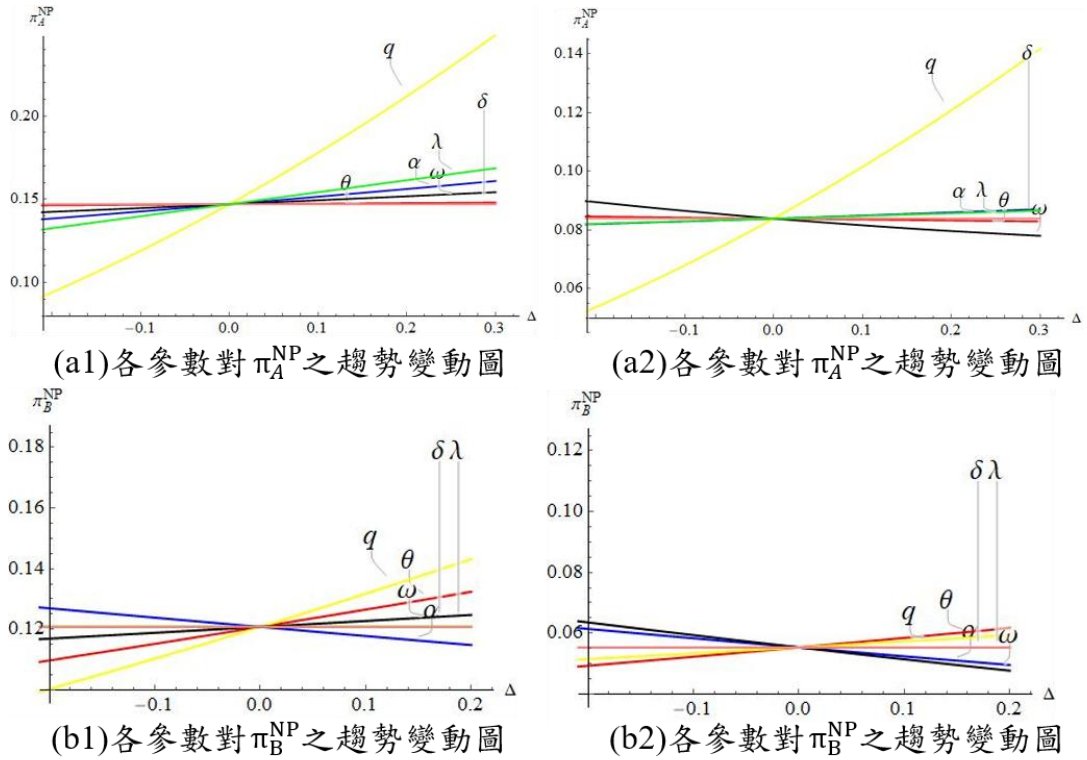 π_A^NP
π_A^NP
q
δ
λ
α
ω
θ
0.20
0.15
0.10
−0.1
0.0
0.1
0.2
0.3
Δ
q
δ
α
λ
θ
ω
0.14
0.12
0.10
0.08
0.06
−0.1
0.0
0.1
0.2
0.3
Δ
(a1)各參數對π_A^NP之趨勢變動圖
(a2)各參數對π_A^NP之趨勢變動圖
π_B^NP
π_B^NP
0.18
0.16
0.14
0.12
δ λ
q
θ
ω
α
−0.1
0.0
0.1
0.2
Δ
0.12
0.10
0.08
0.06
δ λ
θ
q
α
ω
−0.1
0.0
0.1
0.2
Δ
(b1)各參數對π_B^NP之趨勢變動圖
(b2)各參數對π_B^NP之趨勢變動圖